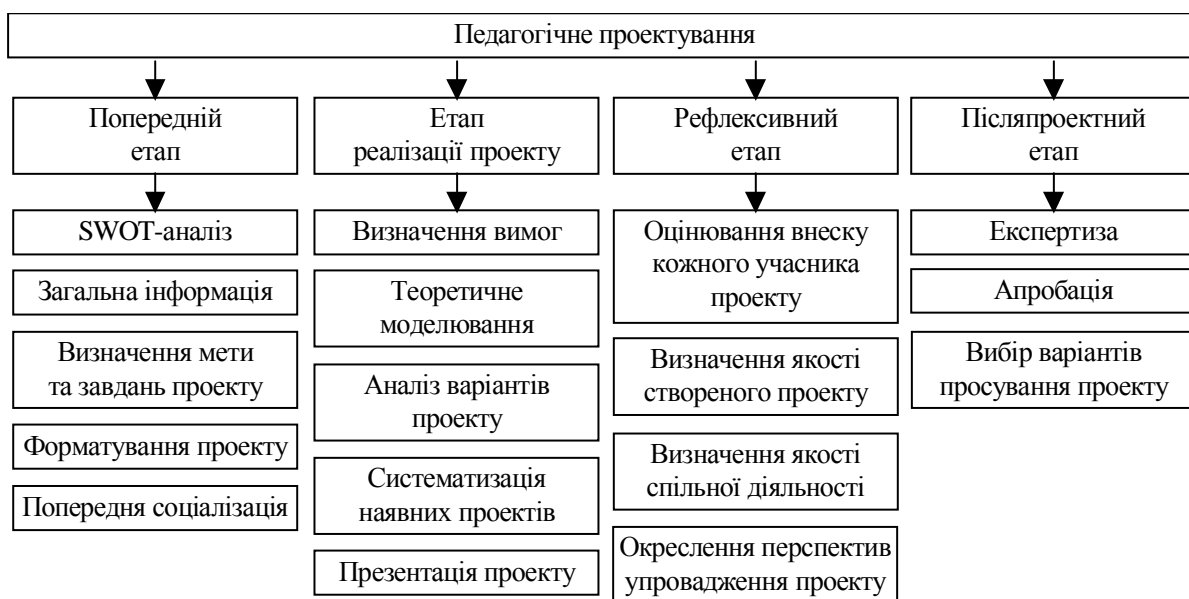 Педагогічне проектування
Попередній
етап
Етап
реалізації проекту
Рефлексивний
етап
Післяпроектний
етап
SWOT-аналіз
Загальна інформація
Визначення мети
та завдань проекту
Форматування проекту
Попередня соціалізація
Визначення вимог
Теоретичне
моделювання
Аналіз варіантів
проекту
Систематизація
наявних проектів
Презентація проекту
Оцінювання внеску
кожного учасника
проекту
Визначення якості
створеного проекту
Визначення якості
спільної діяльності
Окреслення перспектив
упровадження проекту
Експертиза
Апробація
Вибір варіантів
просування проекту